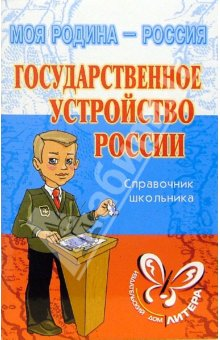 МОЯ РОДИНА – РОССИЯ
ГОСУДАРСТВЕННОЕ
УСТРОЙСТВО
РОССИИ
Справочник
школьника
ИЗДАТЕЛЬСКИЙ ДОМ
ЛИТЕРА